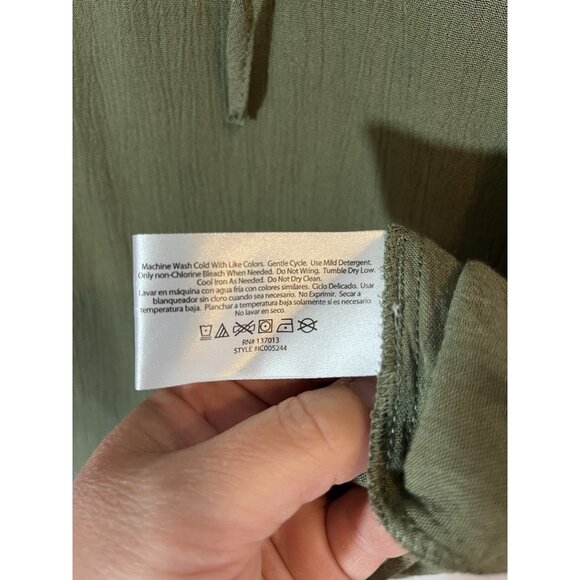 Machine Wash Cold With Like Colors. Gentle Cycle. Use Mild Detergent.
Only non-Chlorine Bleach When Needed. Do Not Wring. Tumble Dry Low.
Cool Iron As Needed. Do Not Dry Clean.
Lavar en máquina con agua fría con colores similares. Ciclo Delicado. Usar
blanqueador sin cloro cuando sea necesario. No Exprimir. Secar a
temperatura baja. Planchar a temperatura baja solamente si es necesario.
No lavar en seco.
RN# 137013
STYLE #IC005244